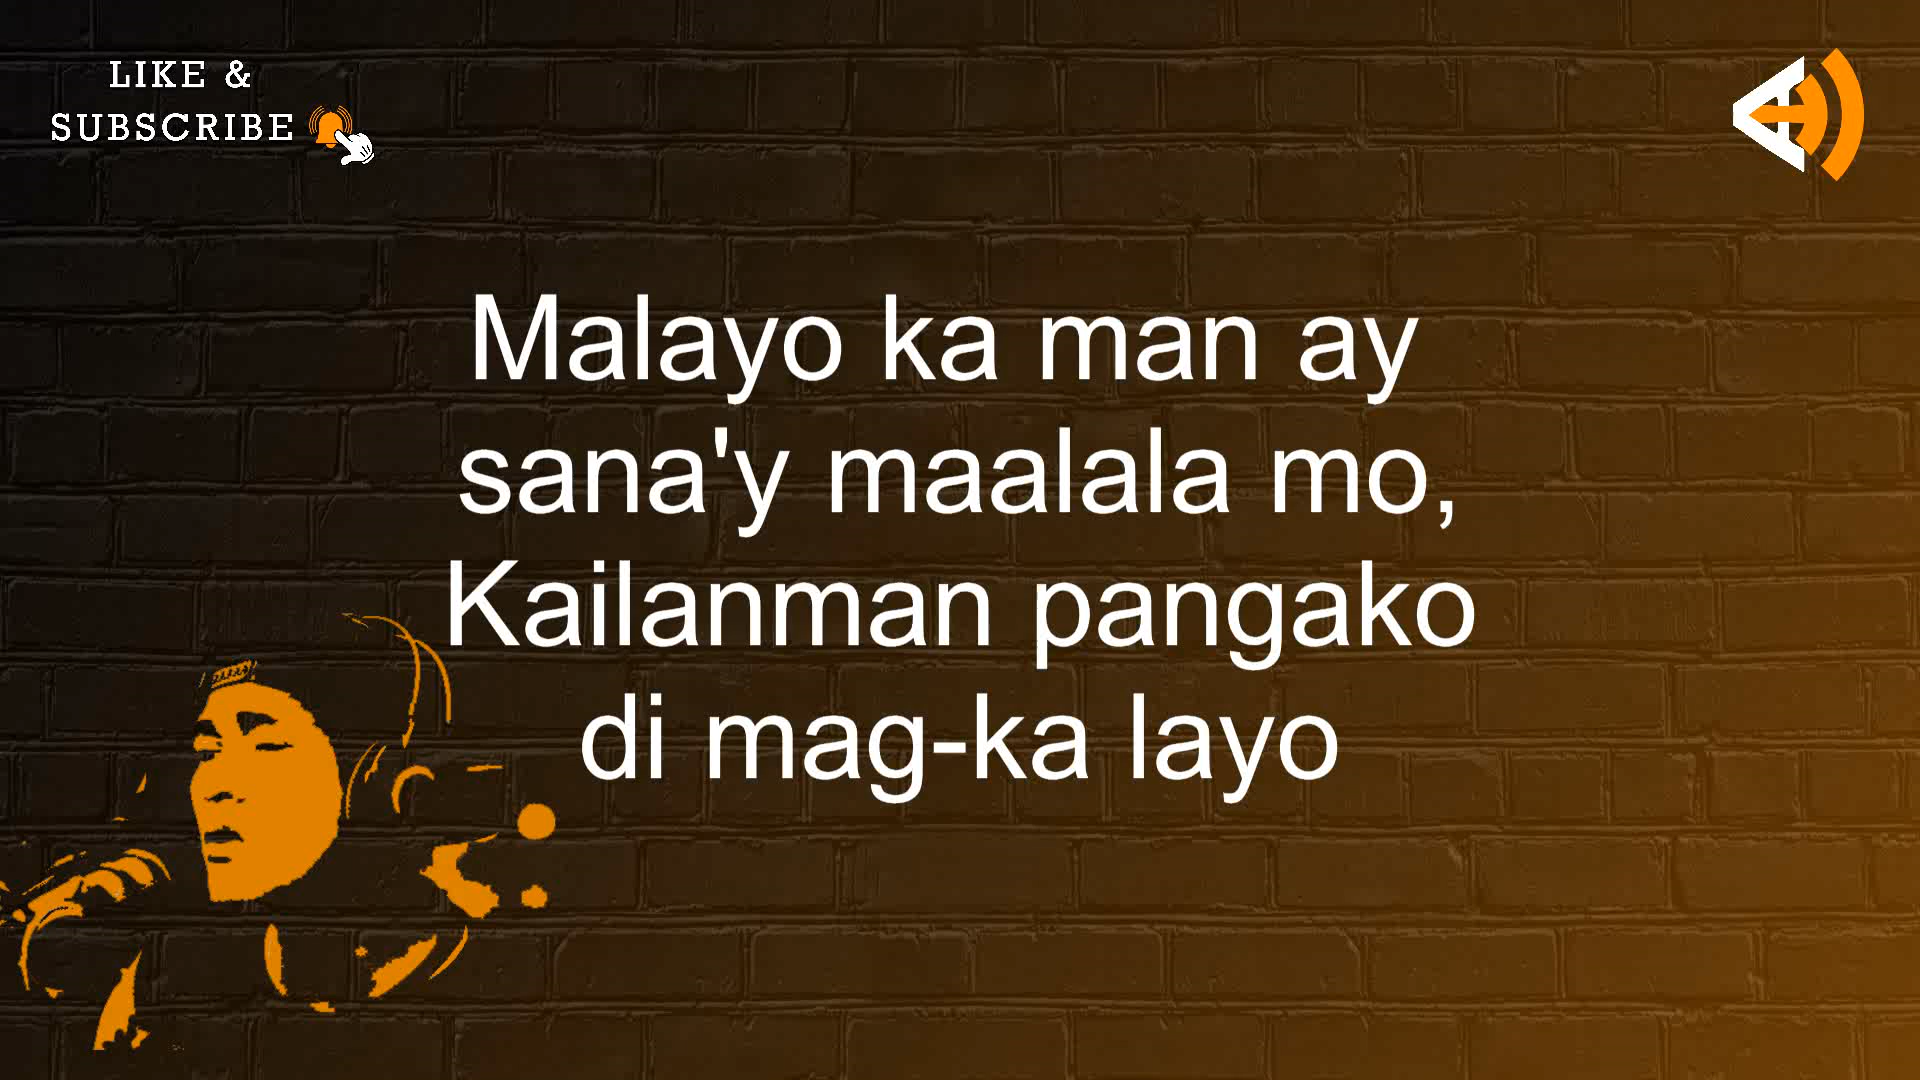 LIKE &
SUBSCRIBE
Malayo ka man ay
sana'y maalala mo,
Kailanman pangako
di mag-ka layo